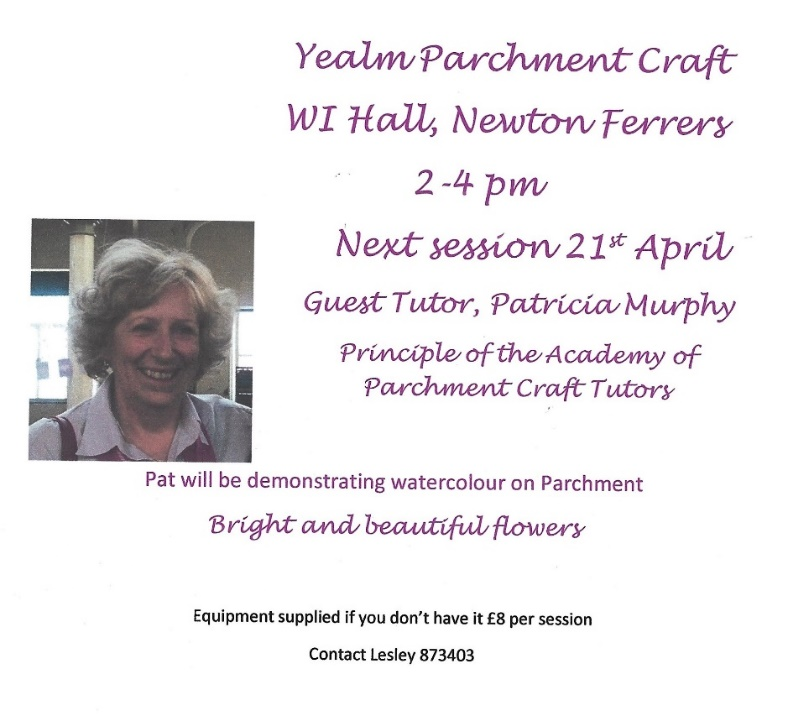 Yealm Parchment Craft
WI Hall, Newton Ferrers
2-4 pm
Next session 21st April
Guest Tutor, Patricia Murphy
Principle of the Academy of
Parchment Craft Tutors
Pat will be demonstrating watercolour on Parchment
Bright and beautiful flowers
Equipment supplied if you don't have it £8 per session
Contact Lesley 873403